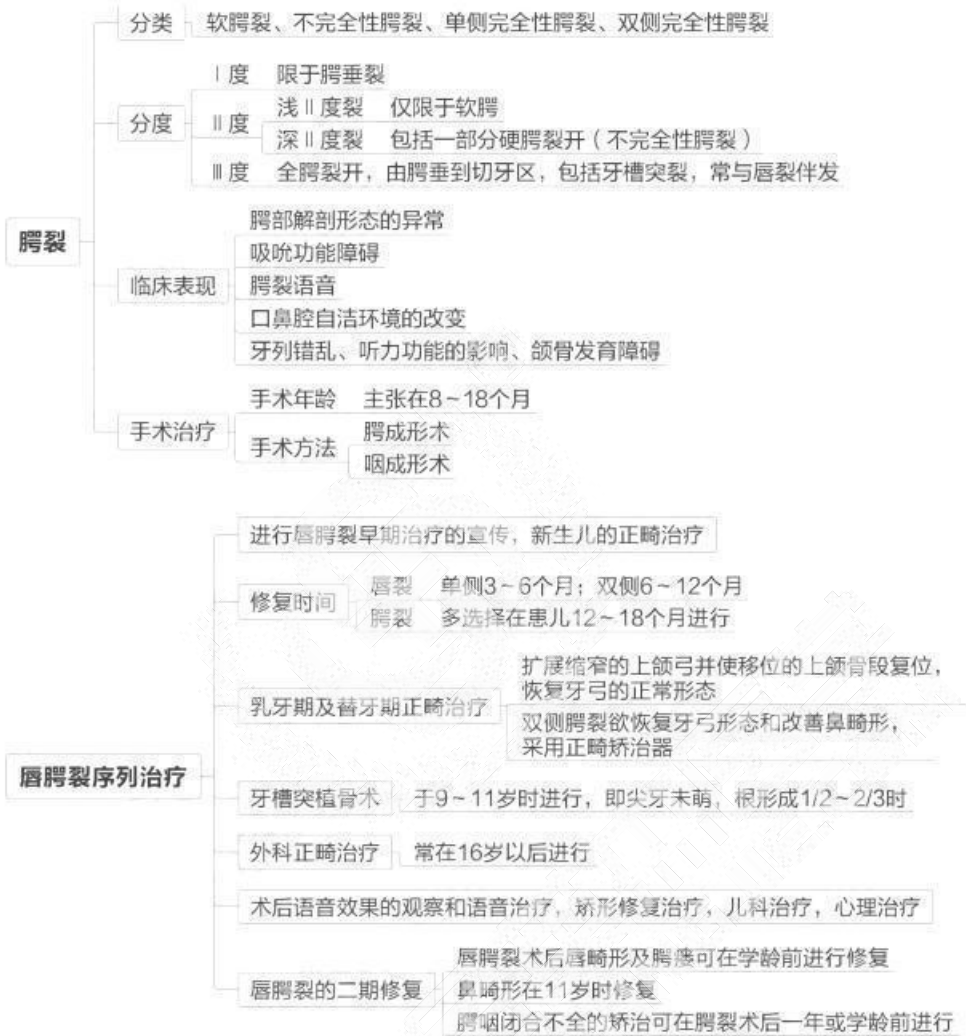 腭裂
分类
软腭裂、不完全性腭裂、单侧完全性腭裂、双侧完全性腭裂
分度
Ⅰ度 限于腭垂裂
Ⅱ度
浅Ⅱ度裂 仅限于软腭
深Ⅱ度裂 包括一部分硬腭裂开（不完全性腭裂）
Ⅲ度 全腭裂开，由腭垂到切牙区，包括牙槽突裂，常与唇裂伴发
临床表现
腭部解剖形态的异常
吸吮功能障碍
腭裂语音
口鼻腔自洁环境的改变
牙列错乱、听力功能的影响、颌骨发育障碍
手术治疗
手术年龄 主张在8~18个月
手术方法
腭成形术
咽成形术
唇腭裂序列治疗
进行唇腭裂早期治疗的宣传，新生儿的正畸治疗
修复时间
唇裂 单侧3~6个月；双侧6~12个月
腭裂 多选择在患儿12~18个月进行
乳牙期及替牙期正畸治疗
扩展缩窄的上颌弓并使移位的上颌骨段复位，
恢复牙弓的正常形态
双侧腭裂欲恢复牙弓形态和改善鼻畸形，
采用正畸矫治器
牙槽突植骨术 于9~11岁时进行，即尖牙未萌，根形成1/2~2/3时
外科正畸治疗 常在16岁以后进行
术后语音效果的观察和语音治疗，矫形修复治疗，儿科治疗，心理治疗
唇腭裂的二期修复
唇腭裂术后唇畸形及腭瘘可在学龄前进行修复
鼻畸形在11岁时修复
腭咽闭合不全的矫治可在腭裂术后一年或学龄前进行